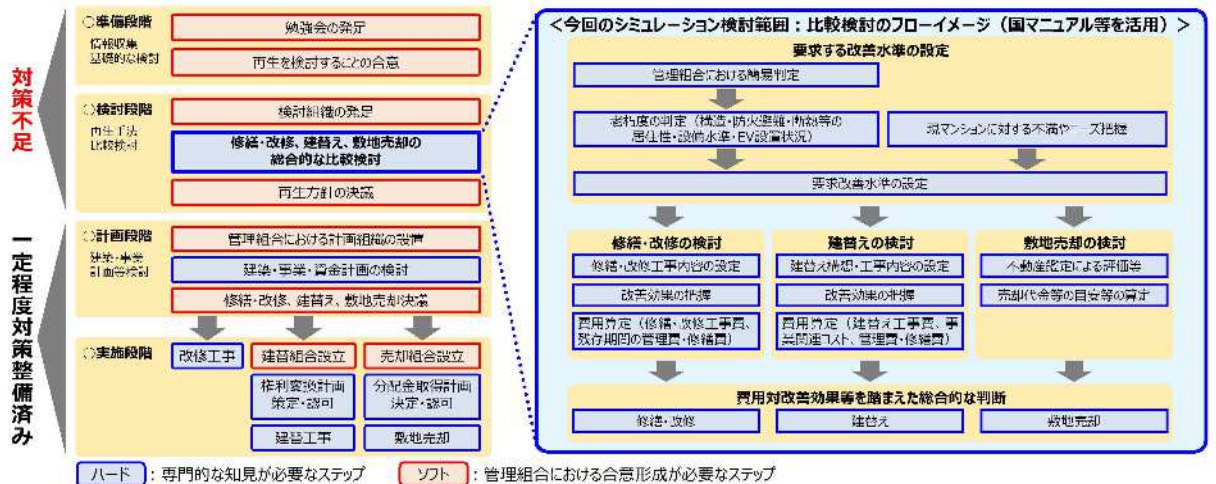 対策不足
一定程度対策整備済み
○準備段階
情報収集
基礎的な検討
勉強会の発足
再生を検討することの合意
○検討段階
再生手法
比較検討
検討組織の発足
修繕・改修、建替え、敷地売却の
総合的な比較検討
再生方針の決議
○計画段階
建築・事業
計画等検討
管理組合における計画組織の設置
建築・事業・資金計画の検討
修繕・改修、建替え、敷地売却決議
○実施段階
改修工事
建替組合設立
売却組合設立
権利変換計画
策定・認可
分配金取得計画
決定・認可
建替工事
敷地売却
<今回のシミュレーション検討範囲：比較検討のフローイメージ（国マニュアル等を活用）>
要求する改善水準の設定
管理組合における簡易判定
老朽度の判定（構造・防火避難・断熱等の
居住性・設備水準・EV設置状況）
現マンションに対する不満やニーズ把握
要求改善水準の設定
修繕・改修の検討
修繕・改修工事内容の設定
改善効果の把握
費用算定（修繕・改修工事費、
残存期間の管理費・修繕費）
建替えの検討
建替え構想・工事内容の設定
改善効果の把握
費用算定（建替え工事費、事
業関連コスト、管理費・修繕費）
敷地売却の検討
不動産鑑定による評価等
売却代金等の目安等の算定
費用対改善効果等を踏まえた総合的な判断
修繕・改修
建替え
敷地売却
ハード：専門的な知見が必要なステップ
ソフト：管理組合における合意形成が必要なステップ